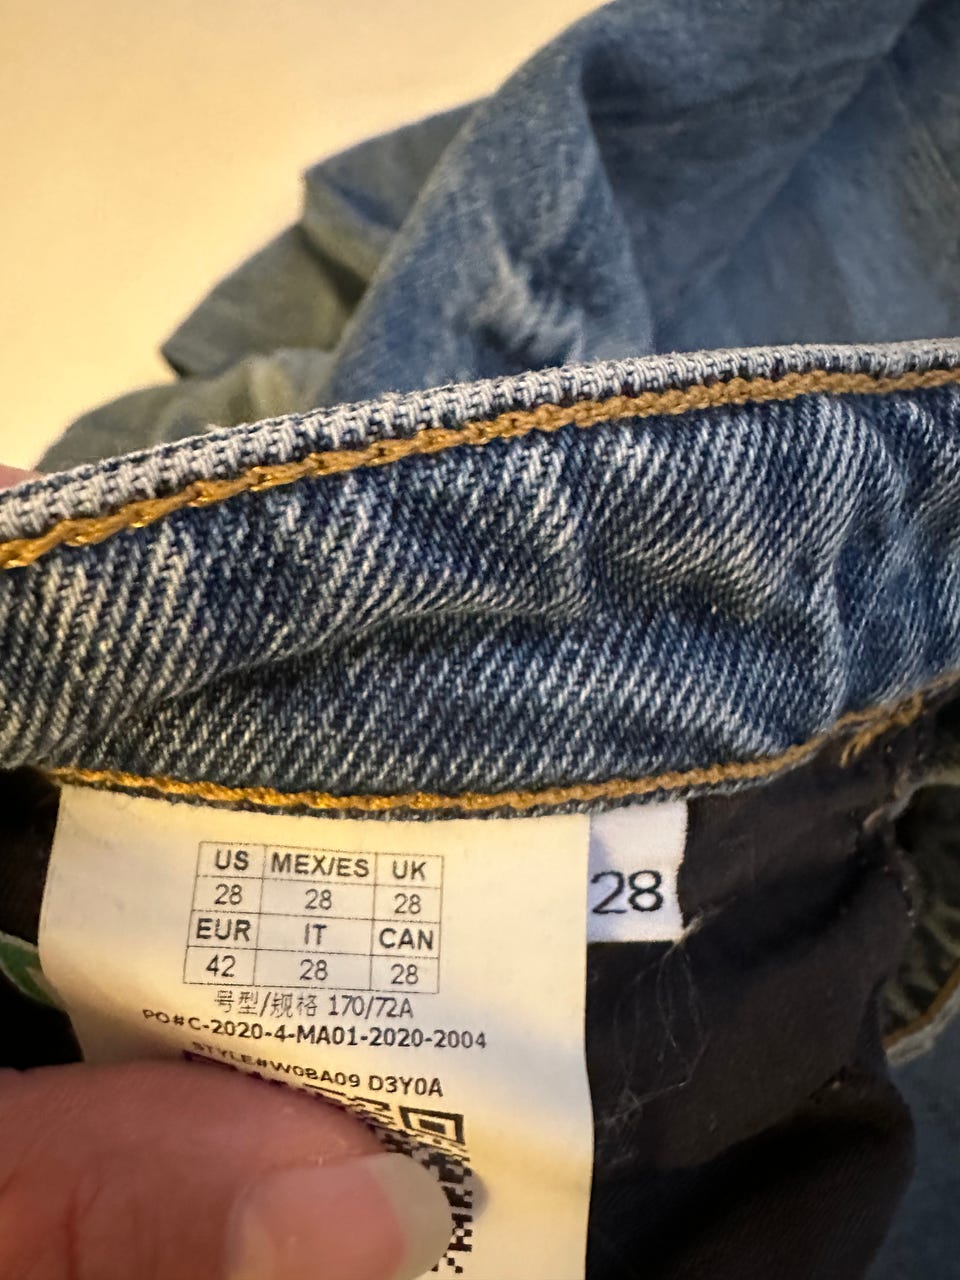 US MEX/ES UK
28 28 28
EUR IT CAN
42 28 28
号型/规格 170/72A
PO#C-2020-4-MA01-2020-2004
STYLE#W0BA09 D3Y0A
28